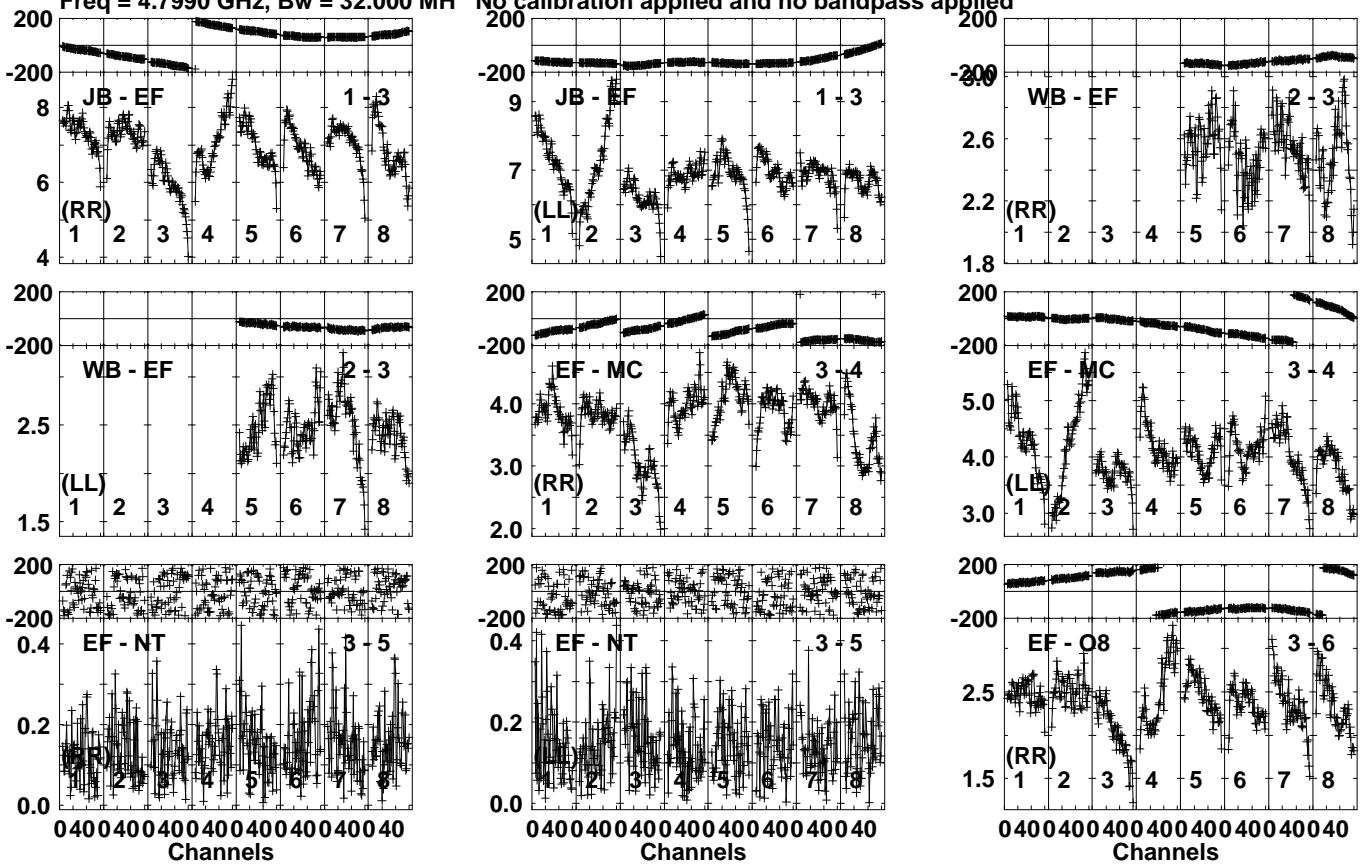 Freq = 4.7990 GHz, Bw = 32.000 MH No calibration applied and no bandpass applied
200
-200
JB - EF 1 - 3
8
6
4
(RR)
1 2 3 4 5 6 7 8
200
-200
JB - EF 1 - 3
9
7
5
(LL)
1 2 3 4 5 6 7 8
200
-200
3.0
WB - EF 2 - 3
2.6
2.2
1.8
(RR)
1 2 3 4 5 6 7 8
200
-200
WB - EF 2 - 3
2.5
1.5
(LL)
1 2 3 4 5 6 7 8
200
-200
EF - MC 3 - 4
4.0
3.0
2.0
(RR)
1 2 3 4 5 6 7 8
200
-200
EF - MC 3 - 4
5.0
4.0
3.0
(LL)
1 2 3 4 5 6 7 8
200
-200
EF - NT 3 - 5
0.4
0.2
0.0
(RR)
1 2 3 4 5 6 7 8
200
-200
EF - NT 3 - 5
0.4
0.2
0.0
(LL)
1 2 3 4 5 6 7 8
200
-200
EF - O8 3 - 6
2.5
1.5
(RR)
1 2 3 4 5 6 7 8
0 40 0 40 0 40 0 40 0 40 0 40 0 40 0 40
Channels
0 40 0 40 0 40 0 40 0 40 0 40 0 40 0 40
Channels
0 40 0 40 0 40 0 40 0 40 0 40 0 40 0 40
Channels